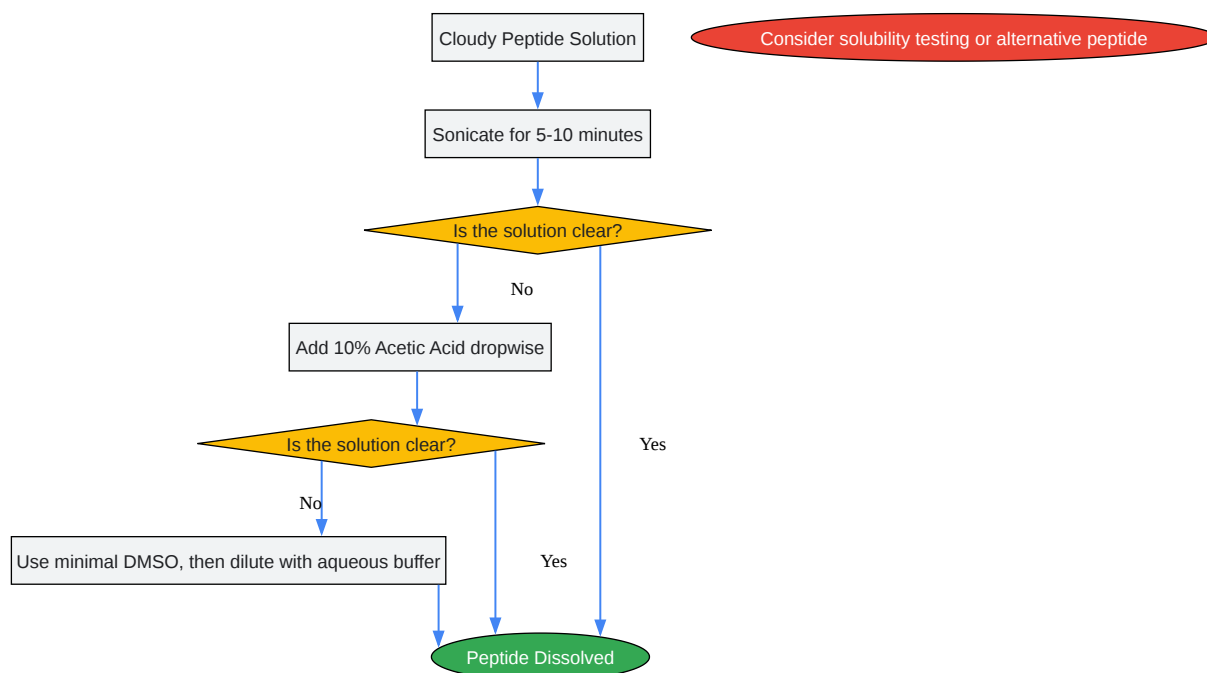 Cloudy Peptide Solution
Consider solubility testing or alternative peptide
Sonicate for 5-10 minutes
Is the solution clear?
No
Add 10% Acetic Acid dropwise
Is the solution clear?
Yes
No
Use minimal DMSO, then dilute with aqueous buffer
Yes
Peptide Dissolved